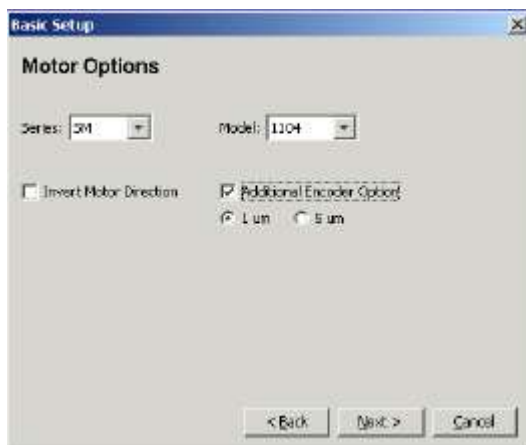 Basic Setup
Motor Options
Series: SM Model: 1104
Invert Motor Direction Additional Encoder Option
1 um 5 um
< Back Next > Cancel